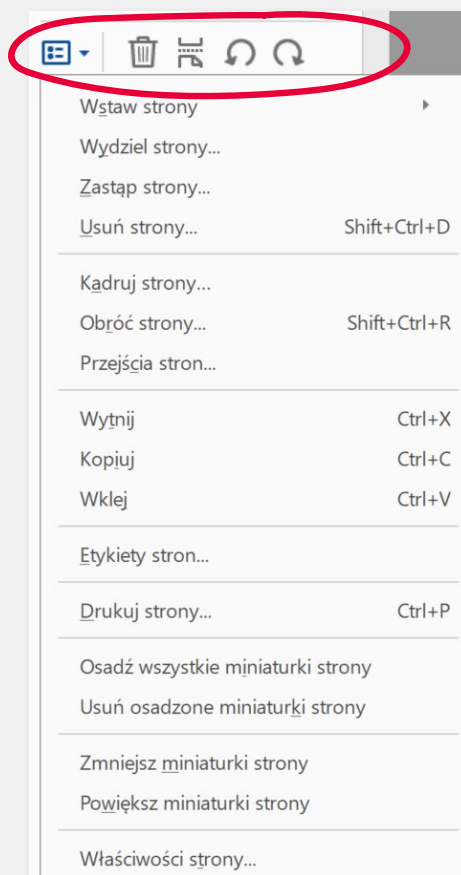 Wstaw strony
Wydziel strony...
Zastąp strony...
Usuń strony... Shift+Ctrl+D
Kadruj strony...
Obróć strony... Shift+Ctrl+R
Przejścia stron...
Wytnij Ctrl+X
Kopiuj Ctrl+C
Wklej Ctrl+V
Etykiety stron...
Drukuj strony... Ctrl+P
Osadź wszystkie miniaturki strony
Usuń osadzone miniaturki strony
Zmniejsz miniaturki strony
Powiększ miniaturki strony
Właściwości strony...